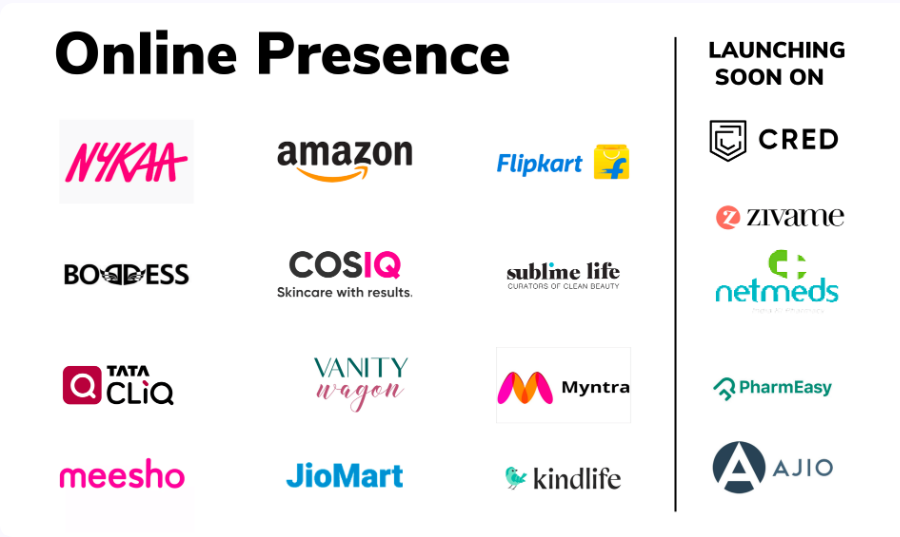 Online Presence
NYKAA
amazon
Flipkart
BODDESS
COSIQ
Skincare with results.
sublime life
CURATORS OF CLEAN BEAUTY
TATA
CLiQ
VANITY
wagon
Myntra
meesho
JioMart
kindlife
LAUNCHING
SOON ON
CRED
zivame
netmeds
PharmEasy
AJIO